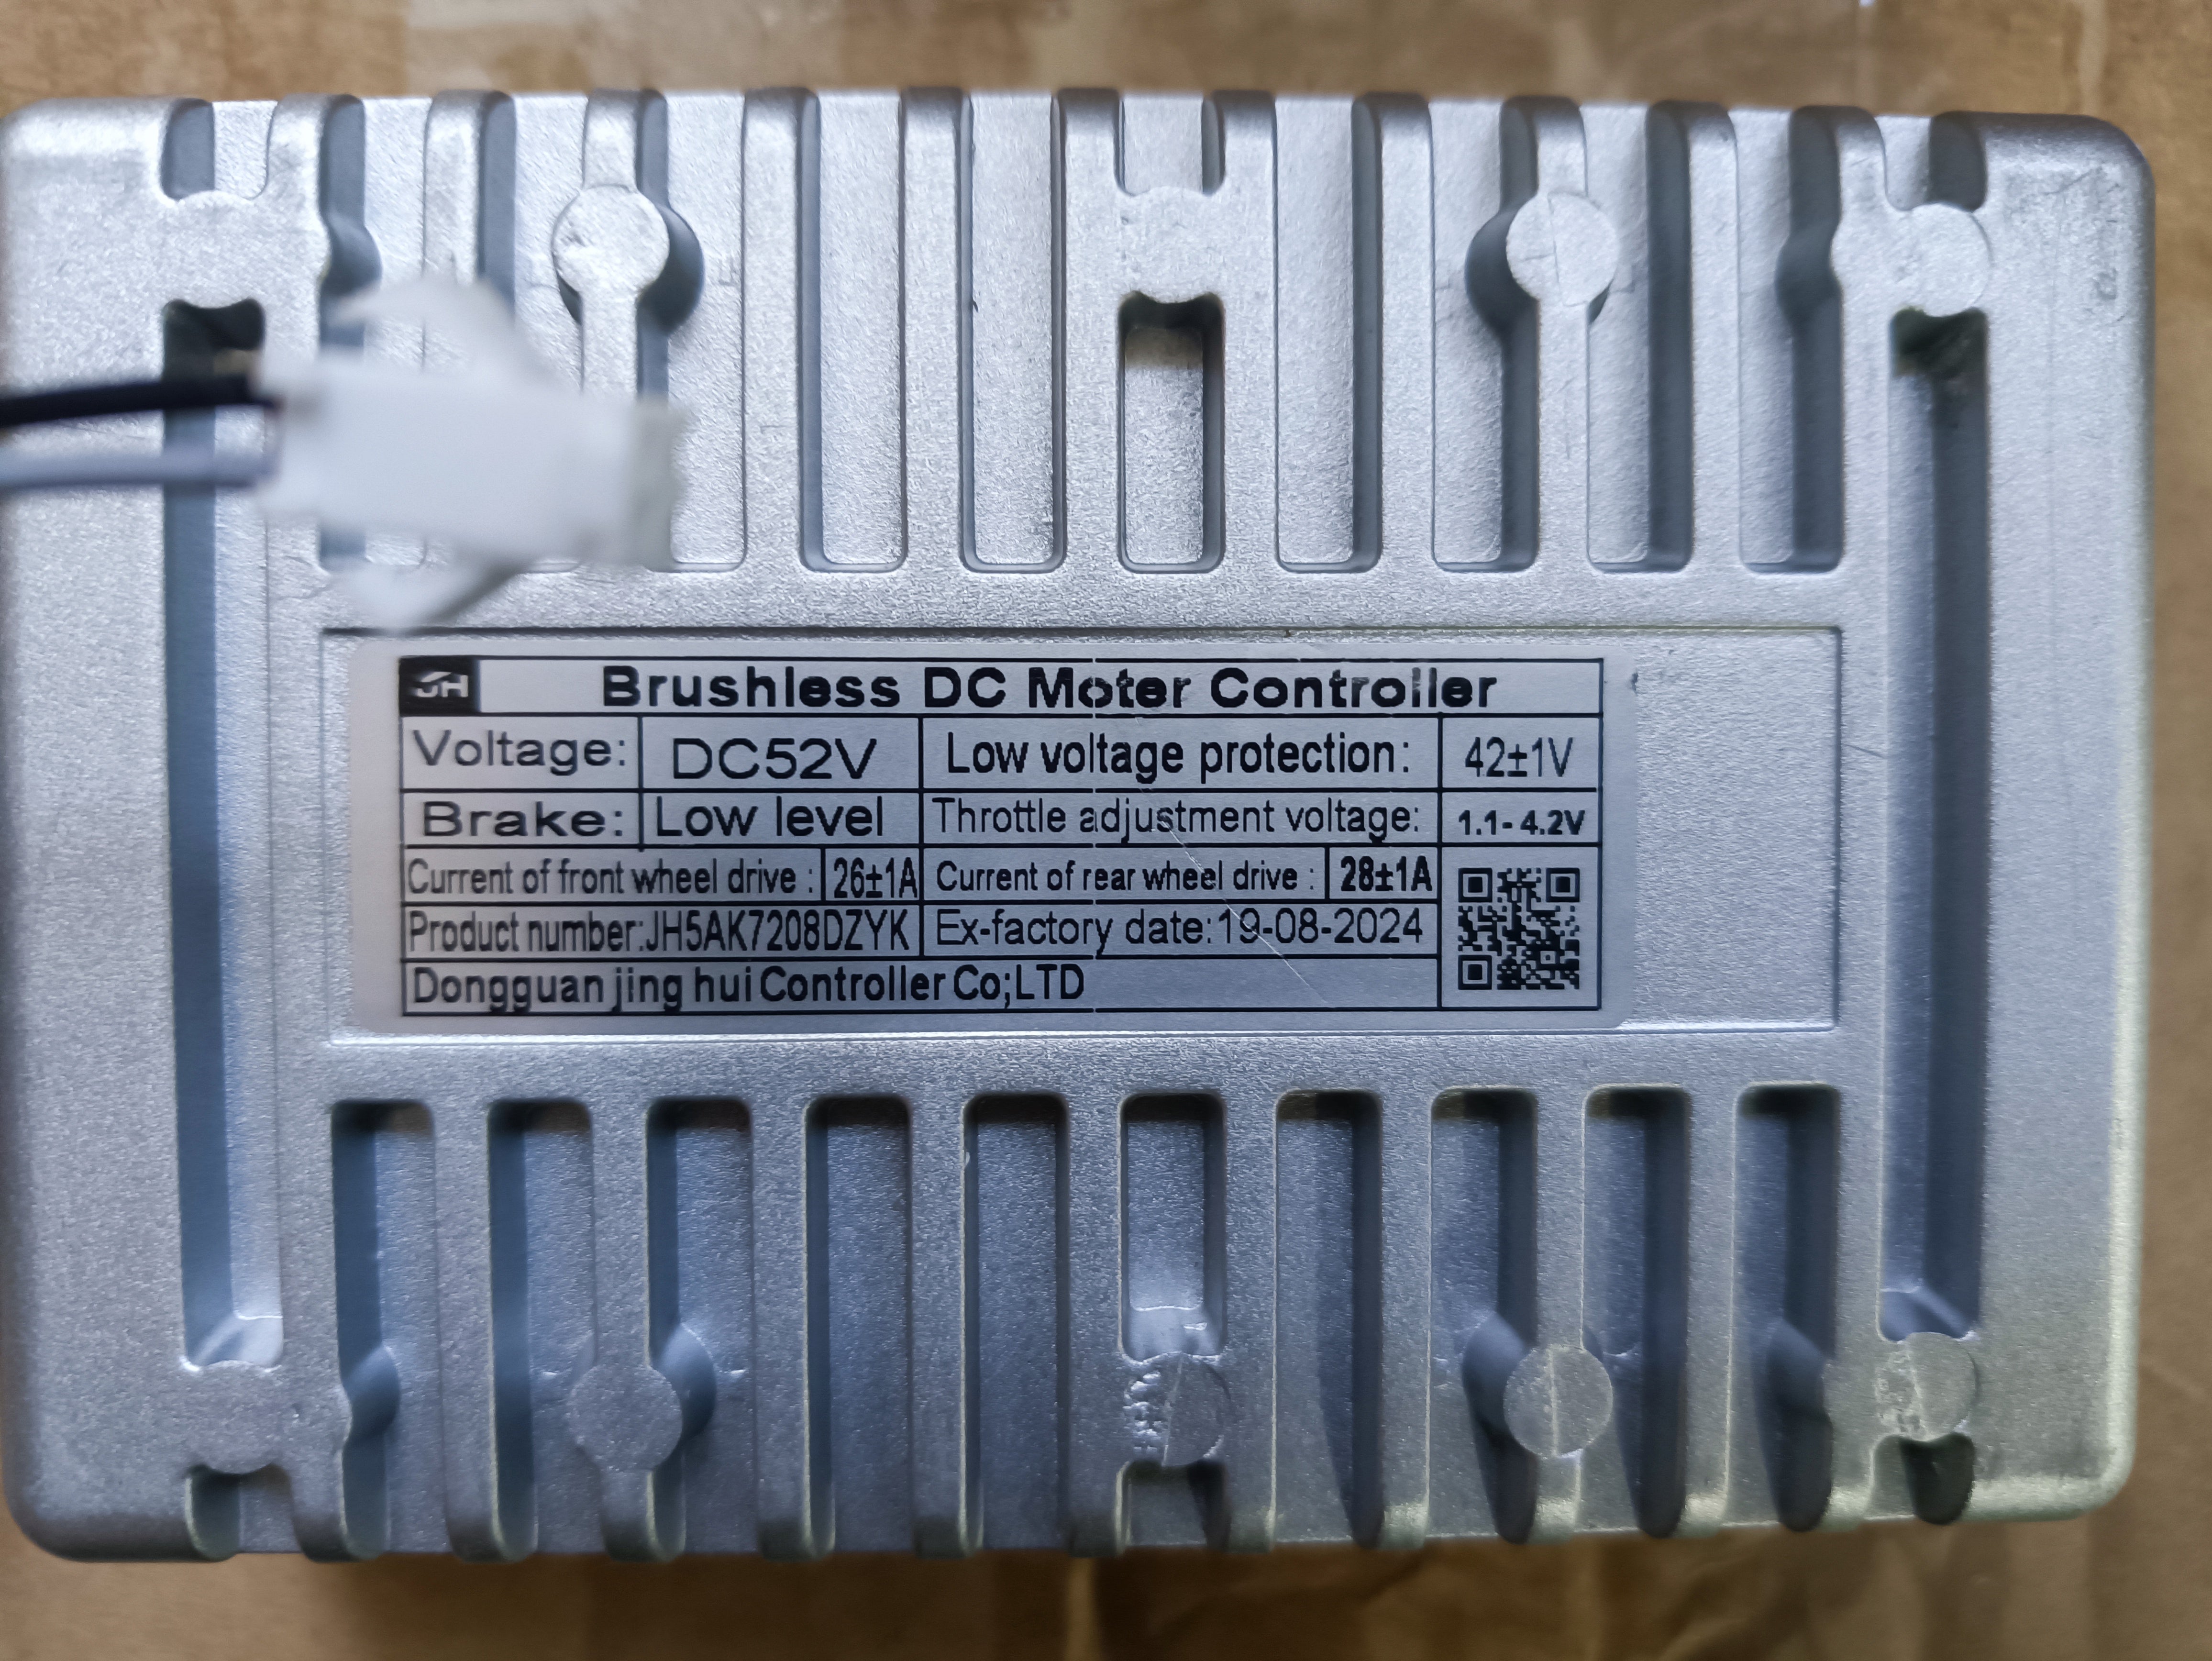 JH Brushless DC Moter Controller
Voltage: DC52V Low voltage protection: 42±1V
Brake: Low level Throttle adjustment voltage: 1.1-4.2V
Current of front wheel drive : 26±1A Current of rear wheel drive : 28±1A
Product number:JH5AK7208DZYK Ex-factory date:19-08-2024
Dongguan jing hui Controller Co;LTD